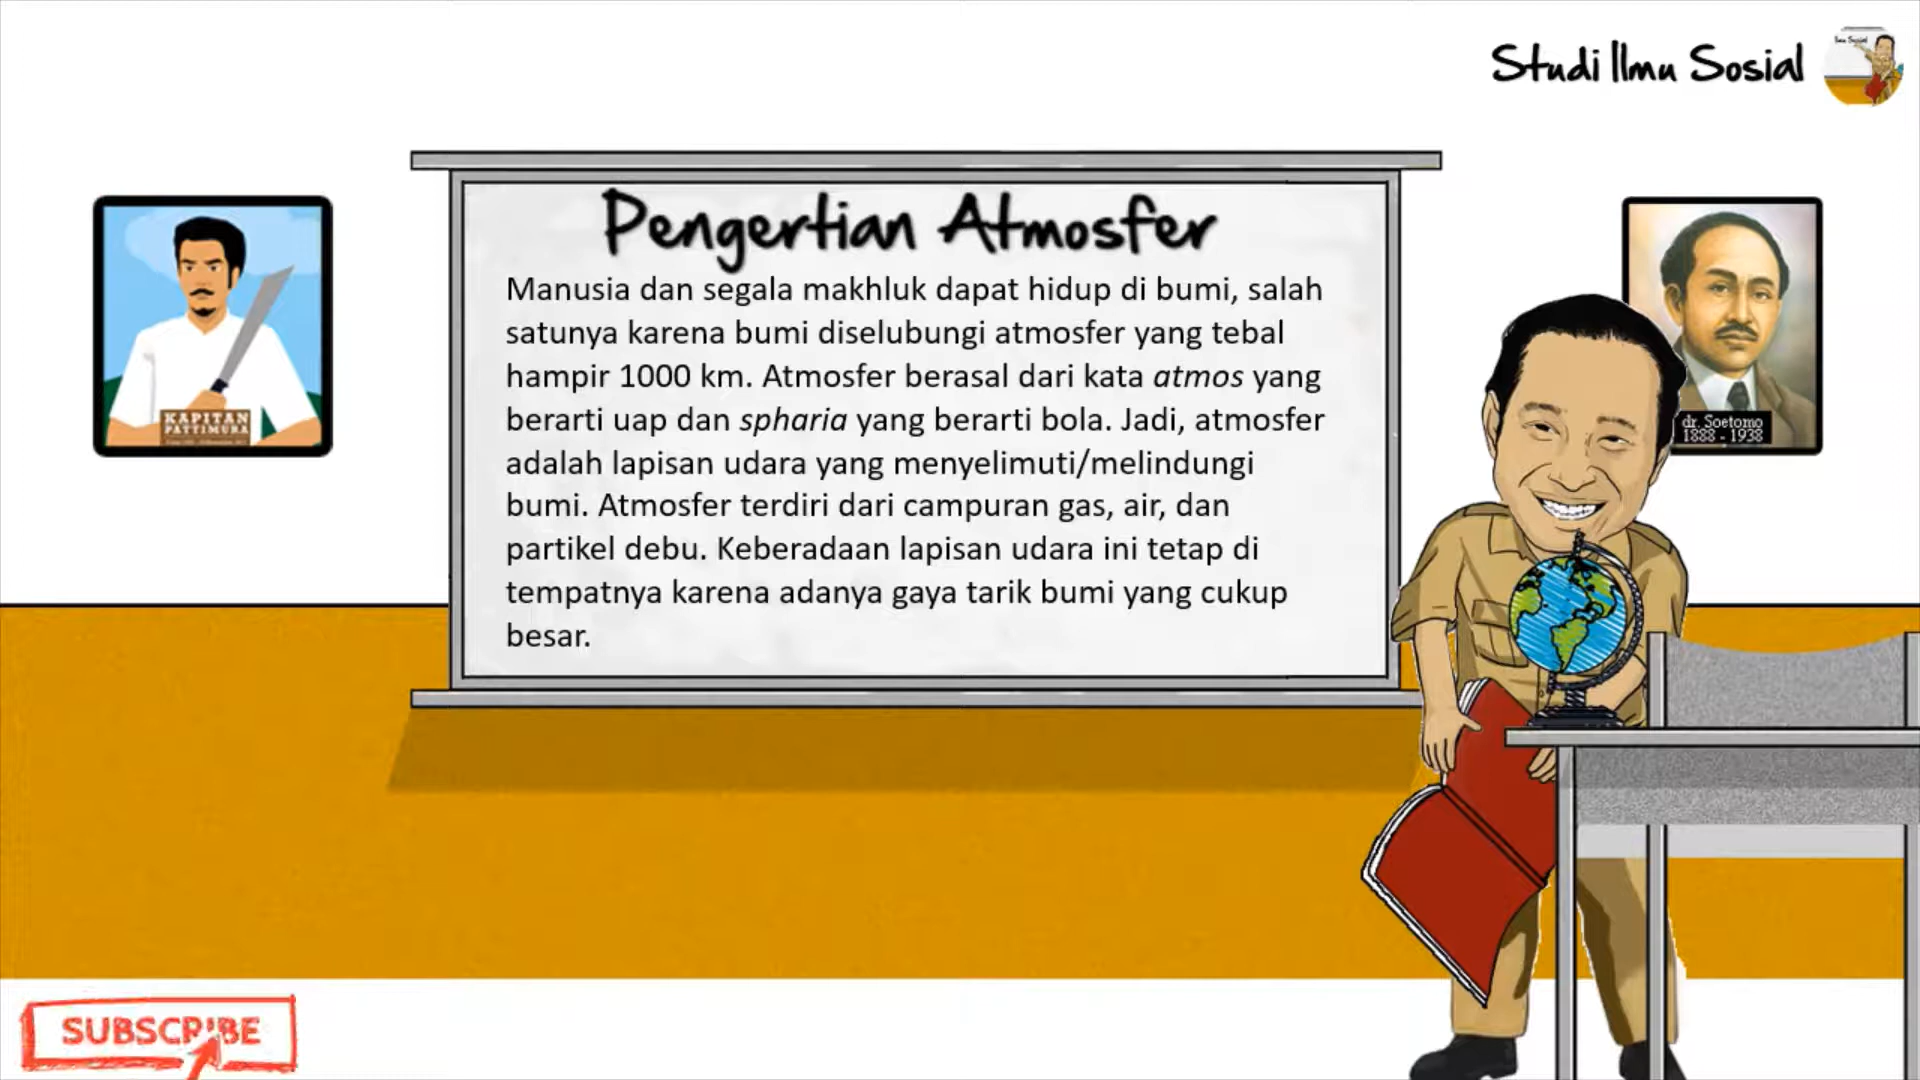 Studi Ilmu Sosial
Pengertian Atmosfer
Manusia dan segala makhluk dapat hidup di bumi, salah
satunya karena bumi diselubungi atmosfer yang tebal
hampir 1000 km. Atmosfer berasal dari kata atmos yang
berarti uap dan spharia yang berarti bola. Jadi, atmosfer
adalah lapisan udara yang menyelimuti/melindungi
bumi. Atmosfer terdiri dari campuran gas, air, dan
partikel debu. Keberadaan lapisan udara ini tetap di
tempatnya karena adanya gaya tarik bumi yang cukup
besar.
KAPITAN
PATTIMURA
dr. Soetomo
1888 - 1938
SUBSCRIBE